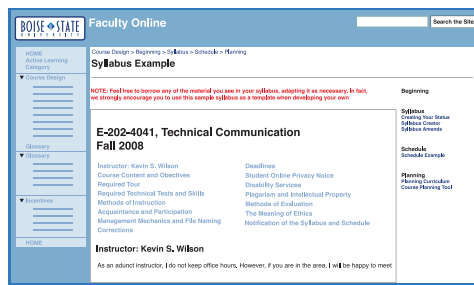 BOISE STATE
UNIVERSITY
Faculty Online
Search the Site
HOME
Active Learning
Category
Course Design
Glossary
Glossary
Incentives
HOME
Course Design > Beginning > Syllabus > Schedule > Planning
Syllabus Example
NOTE: Feel free to borrow any of the material you see in your syllabus, adapting it as necessary. In fact,
we strongly encourage you to use this sample syllabus as a template when developing your own
E-202-4041, Technical Communication
Fall 2008
Instructor: Kevin S. Wilson
Course Content and Obectives
Required Tour
Required Technical Tests and Skills
Methods of Instruction
Acquaintance and Participation
Management Mechanics and File Naming
Corrections
Deadlines
Student Online Privacy Noice
Disability Services
Plagarism and Intellectual Property
Methods of Evaluation
The Meaning of Ethics
Notification of the Syllabus and Schedule
Instructor: Kevin S. Wilson
As an adunct instructor, I do not keep office hours, However, if you are in the area, I will be happy to meet
Beginning
Syllabus
Creating Your Status
Syllabus Creator
Syllabus Amends
Schedule
Schedule Example
Planning
Planning Curriculum
Course Planning Tool